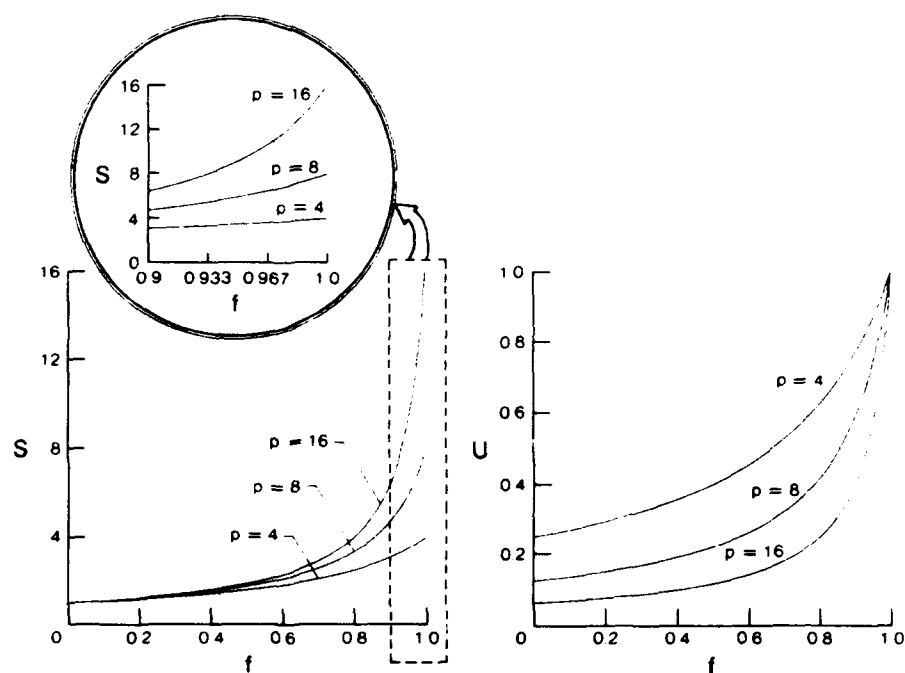 16
12
8
4
0
S
p = 16
p = 8
p = 4
0 9 0 933 0 967 1 0
f
16
12
8
4
0
S
p = 16
p = 8
p = 4
0 2 0 4 0 6 0 8 1 0
f
1 0
0 8
0 6
0 4
0 2
0
U
p = 4
p = 8
p = 16
0 2 0 4 0 6 0 8 1 0
f